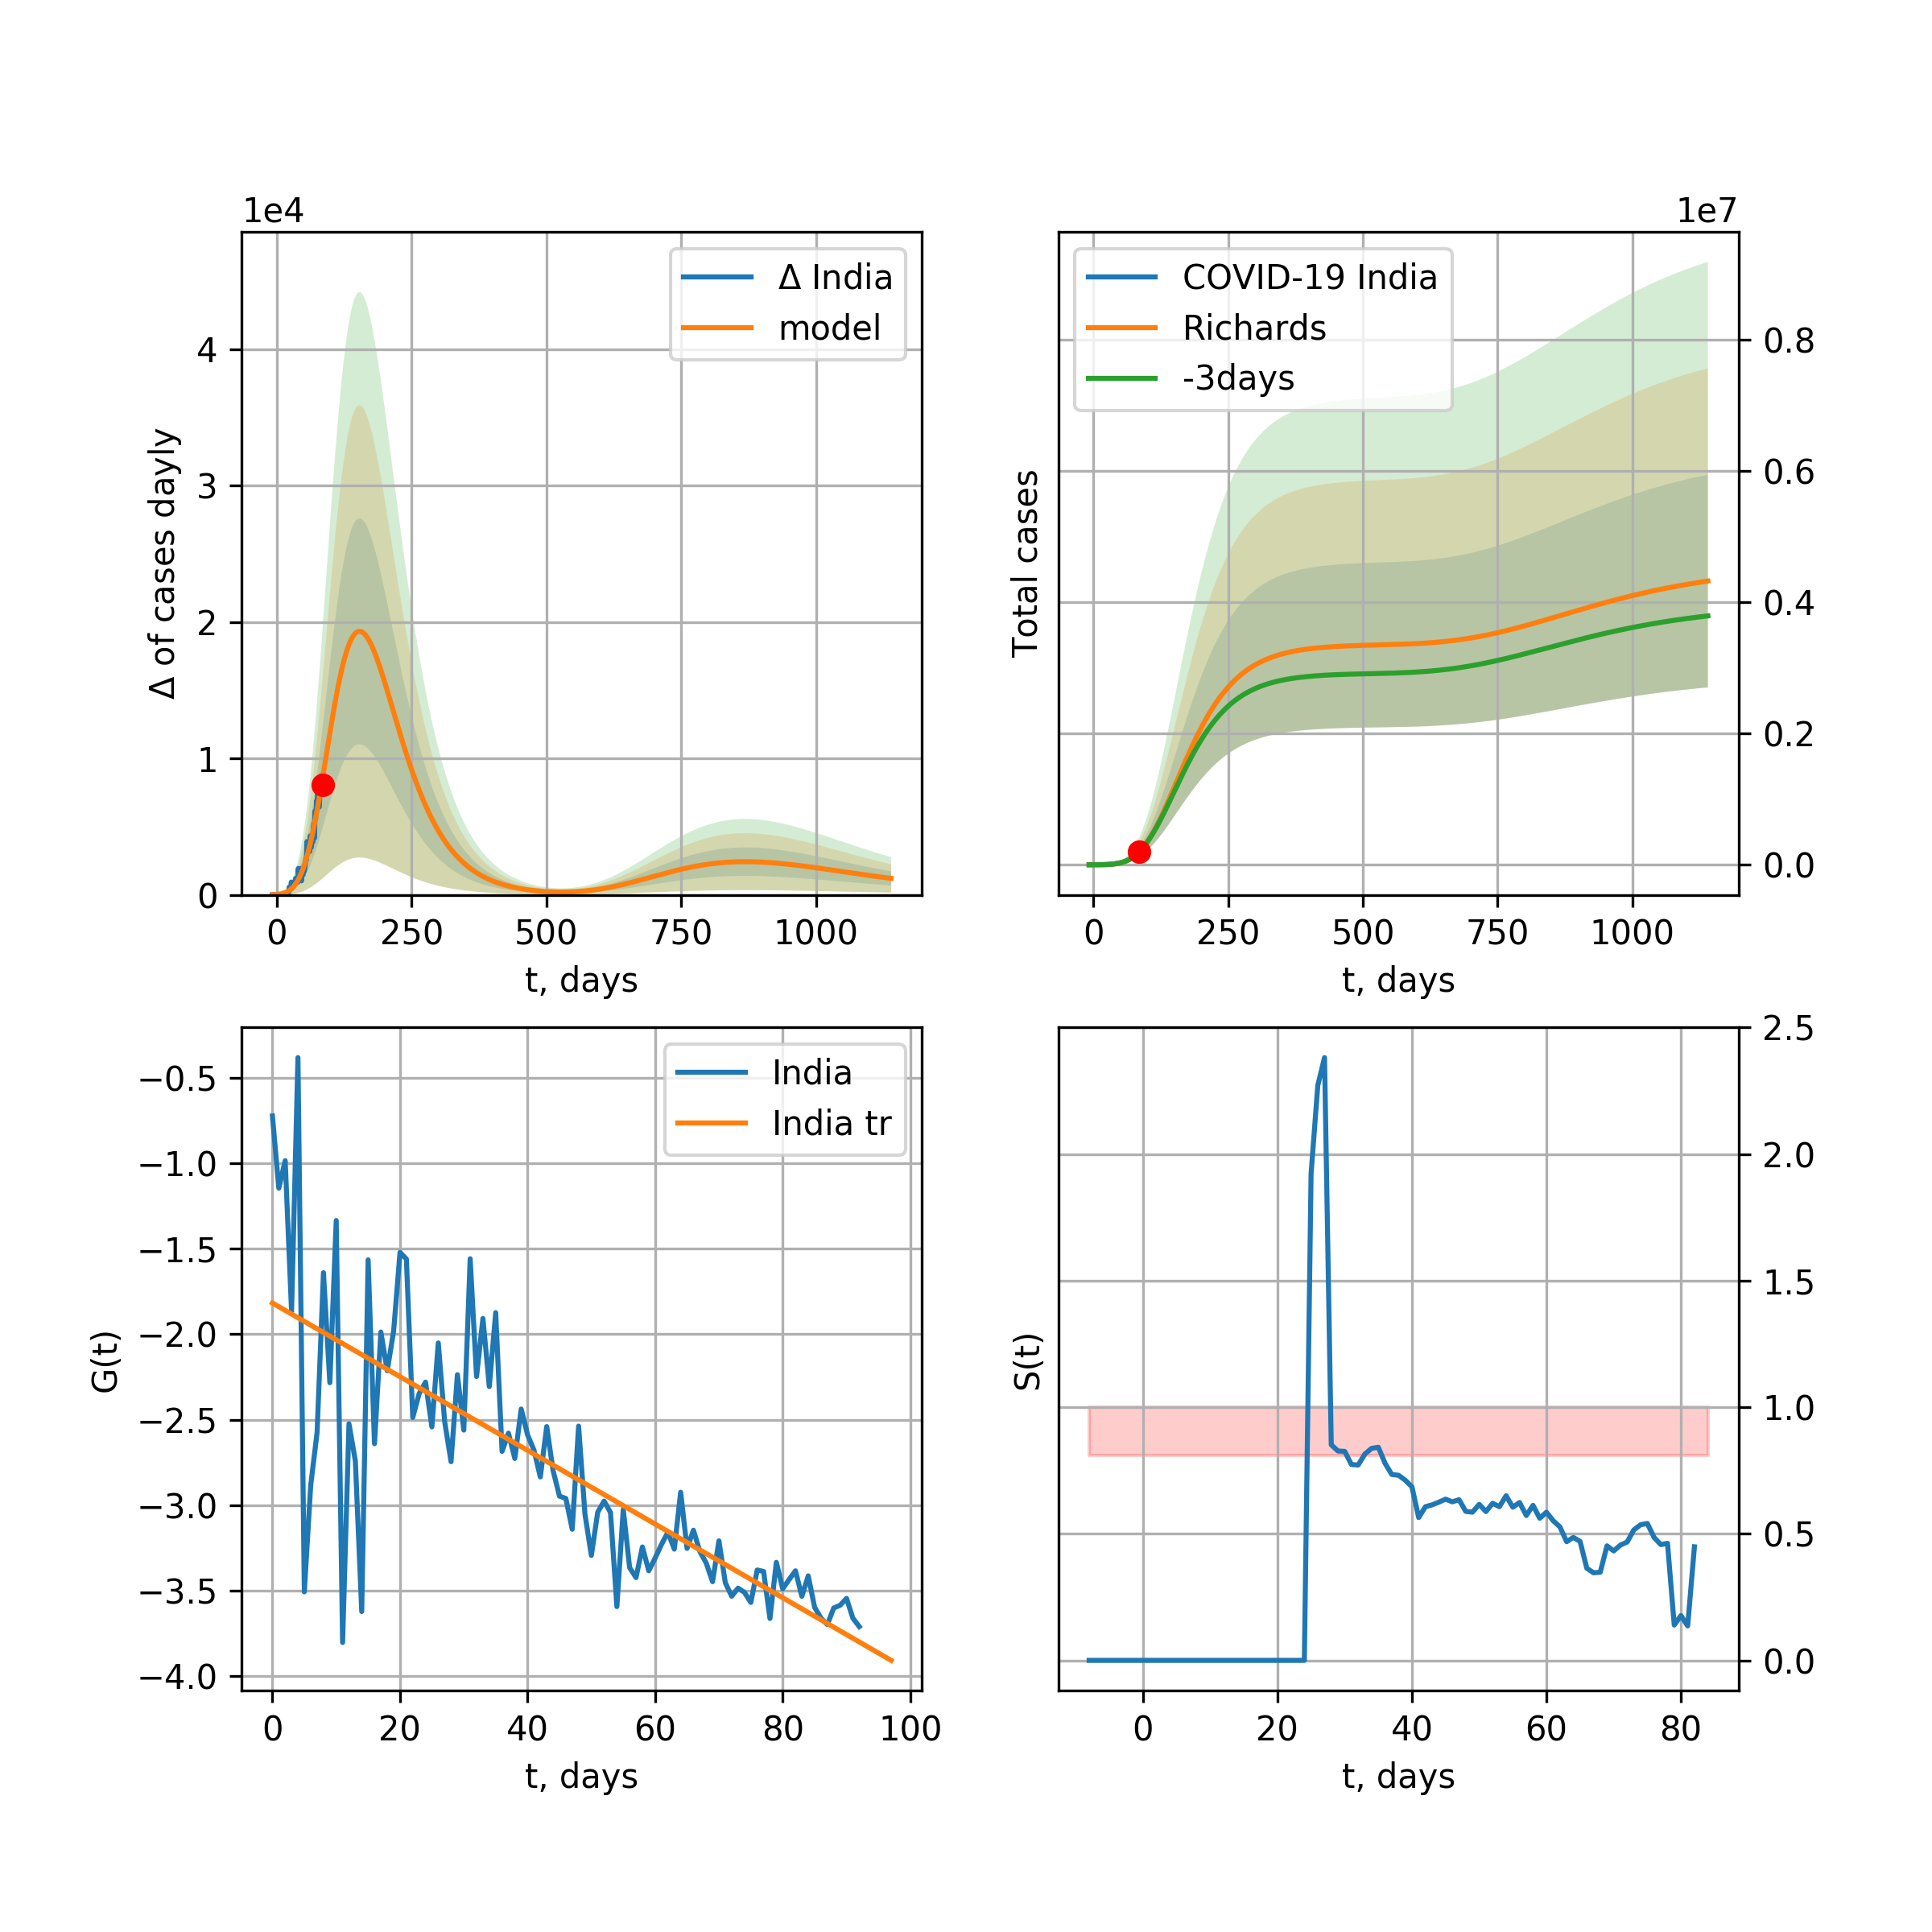 1e4
Δ India
model
4
3
2
1
0
Δ of cases dayly
0 250 500 750 1000
t, days
1e7
COVID-19 India
Richards
-3days
0.8
0.6
0.4
0.2
0.0
Total cases
0 250 500 750 1000
t, days
India
India tr
−0.5
−1.0
−1.5
−2.0
−2.5
−3.0
−3.5
−4.0
G(t)
0 20 40 60 80 100
t, days
2.5
2.0
1.5
1.0
0.5
0.0
S(t)
0 20 40 60 80
t, days